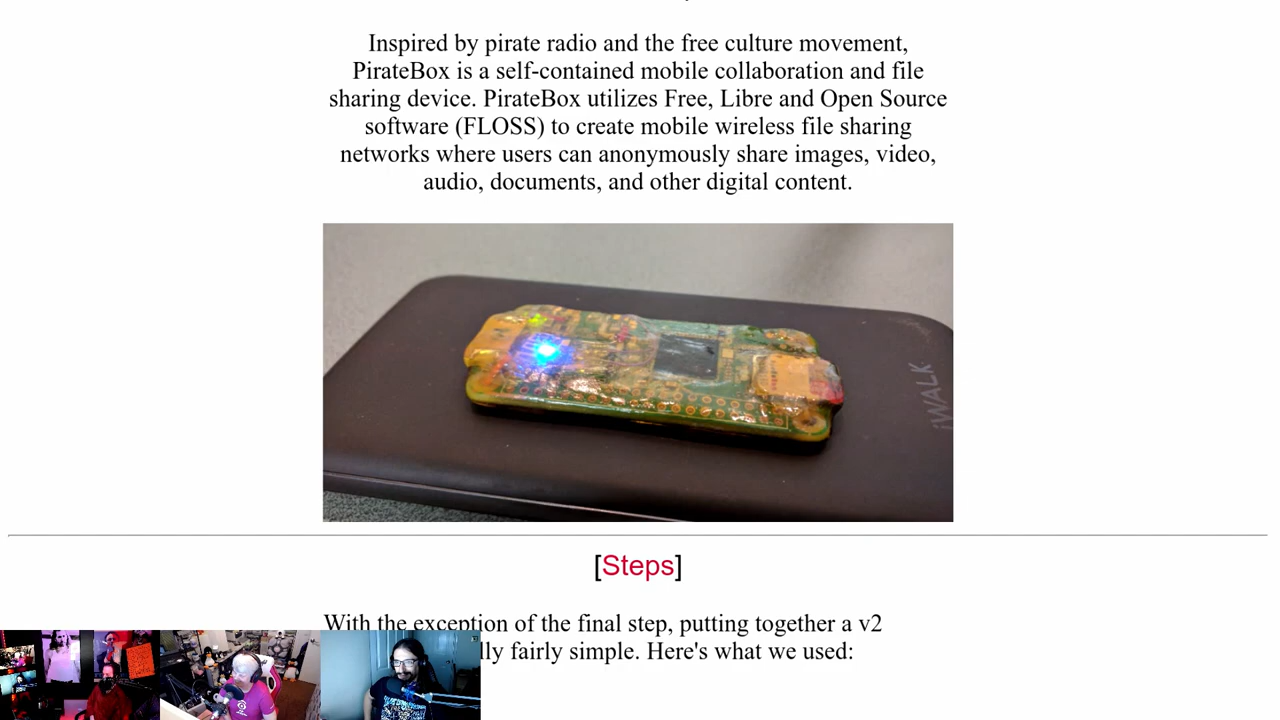 Inspired by pirate radio and the free culture movement,
PirateBox is a self-contained mobile collaboration and file
sharing device. PirateBox utilizes Free, Libre and Open Source
software (FLOSS) to create mobile wireless file sharing
networks where users can anonymously share images, video,
audio, documents, and other digital content.
iWALK
[Steps]
With the exception of the final step, putting together a v2
lly fairly simple. Here's what we used: